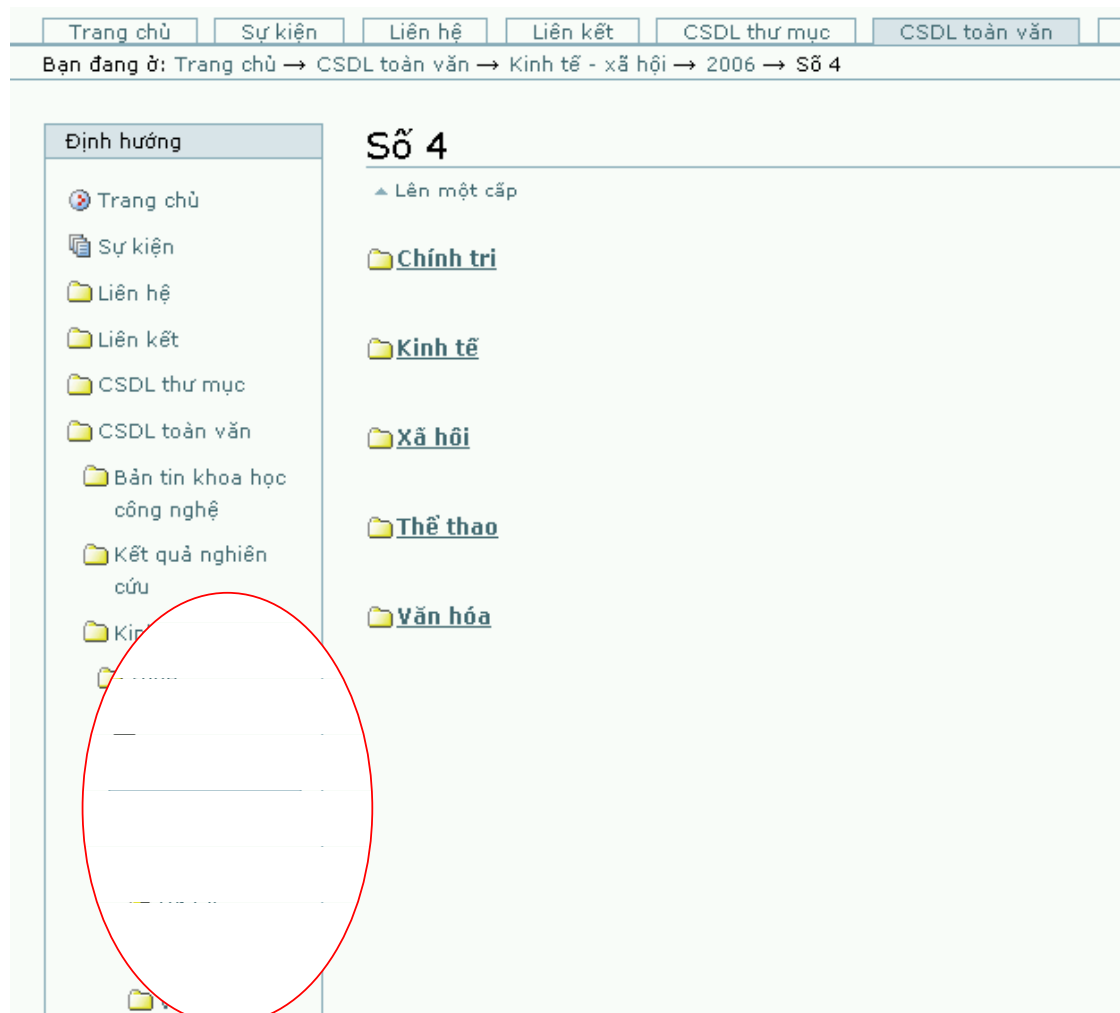 Trang chủ Sự kiện Liên hệ Liên kết CSDL thư mục CSDL toàn văn
Bạn đang ở: Trang chủ → CSDL toàn văn → Kinh tế - xã hội → 2006 → Số 4
Định hướng
Trang chủ
Sự kiện
Liên hệ
Liên kết
CSDL thư mục
CSDL toàn văn
Bản tin khoa học
công nghệ
Kết quả nghiên
cứu
Số 4
Lên một cấp
Chính tri
Kinh tế
Xã hôi
Thể thao
Văn hóa